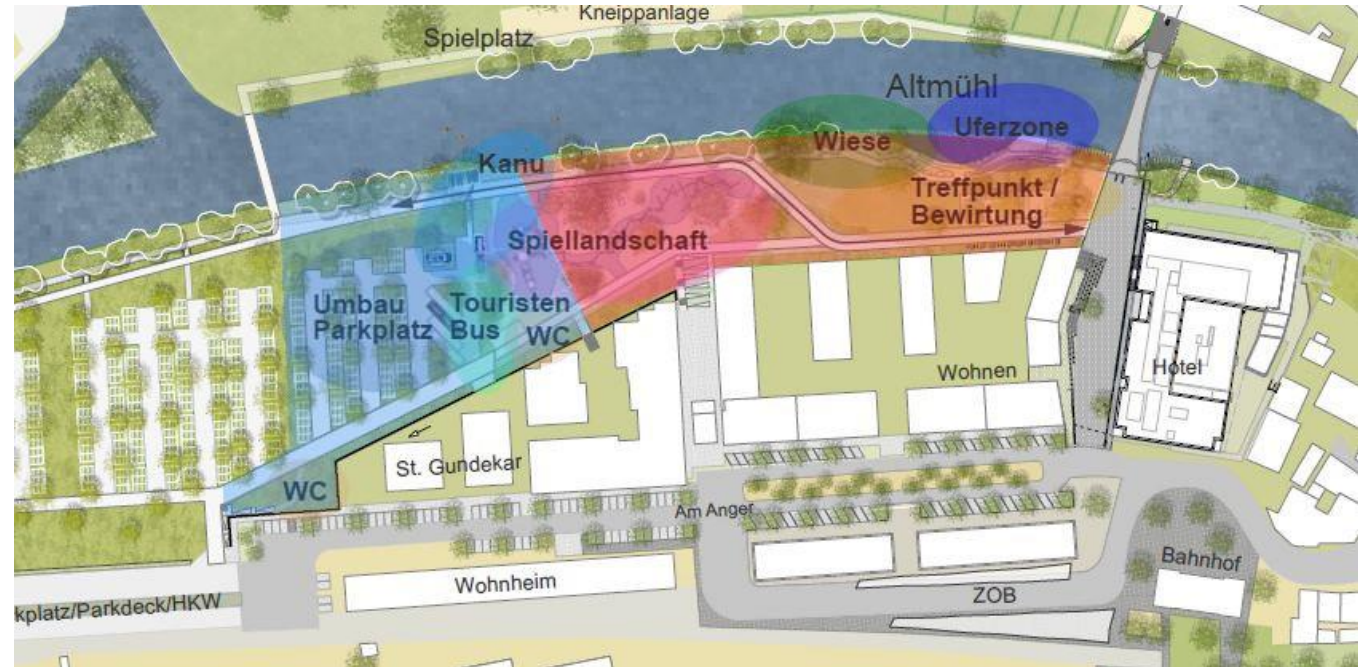 Kneippanlage
Spielplatz
Altmühl
Uferzone
Wiese
Kanu
Treffpunkt /
Bewirtung
Spiellandschaft
Umbau
Parkplatz
Touristen
Bus
WC
Wohnen
Hotel
St. Gundekar
WC
Am Anger
Bahnhof
Wohnheim
ZOB
kplatz/Parkdeck/HKW